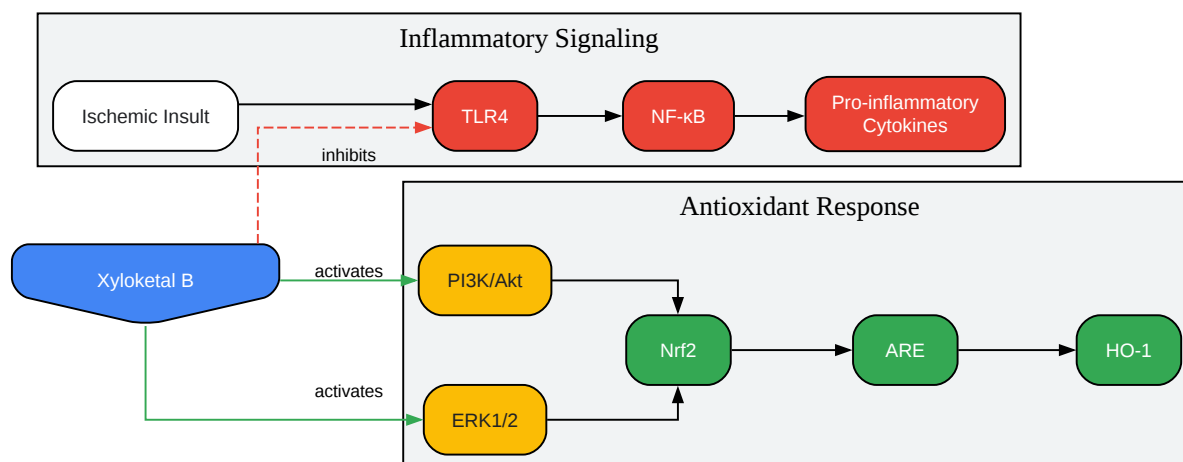 Inflammatory Signaling
Ischemic Insult
TLR4
NF-κB
Pro-inflammatory
Cytokines
inhibits
Antioxidant Response
Xyloketal B
activates
PI3K/Akt
Nrf2
ARE
HO-1
activates
ERK1/2